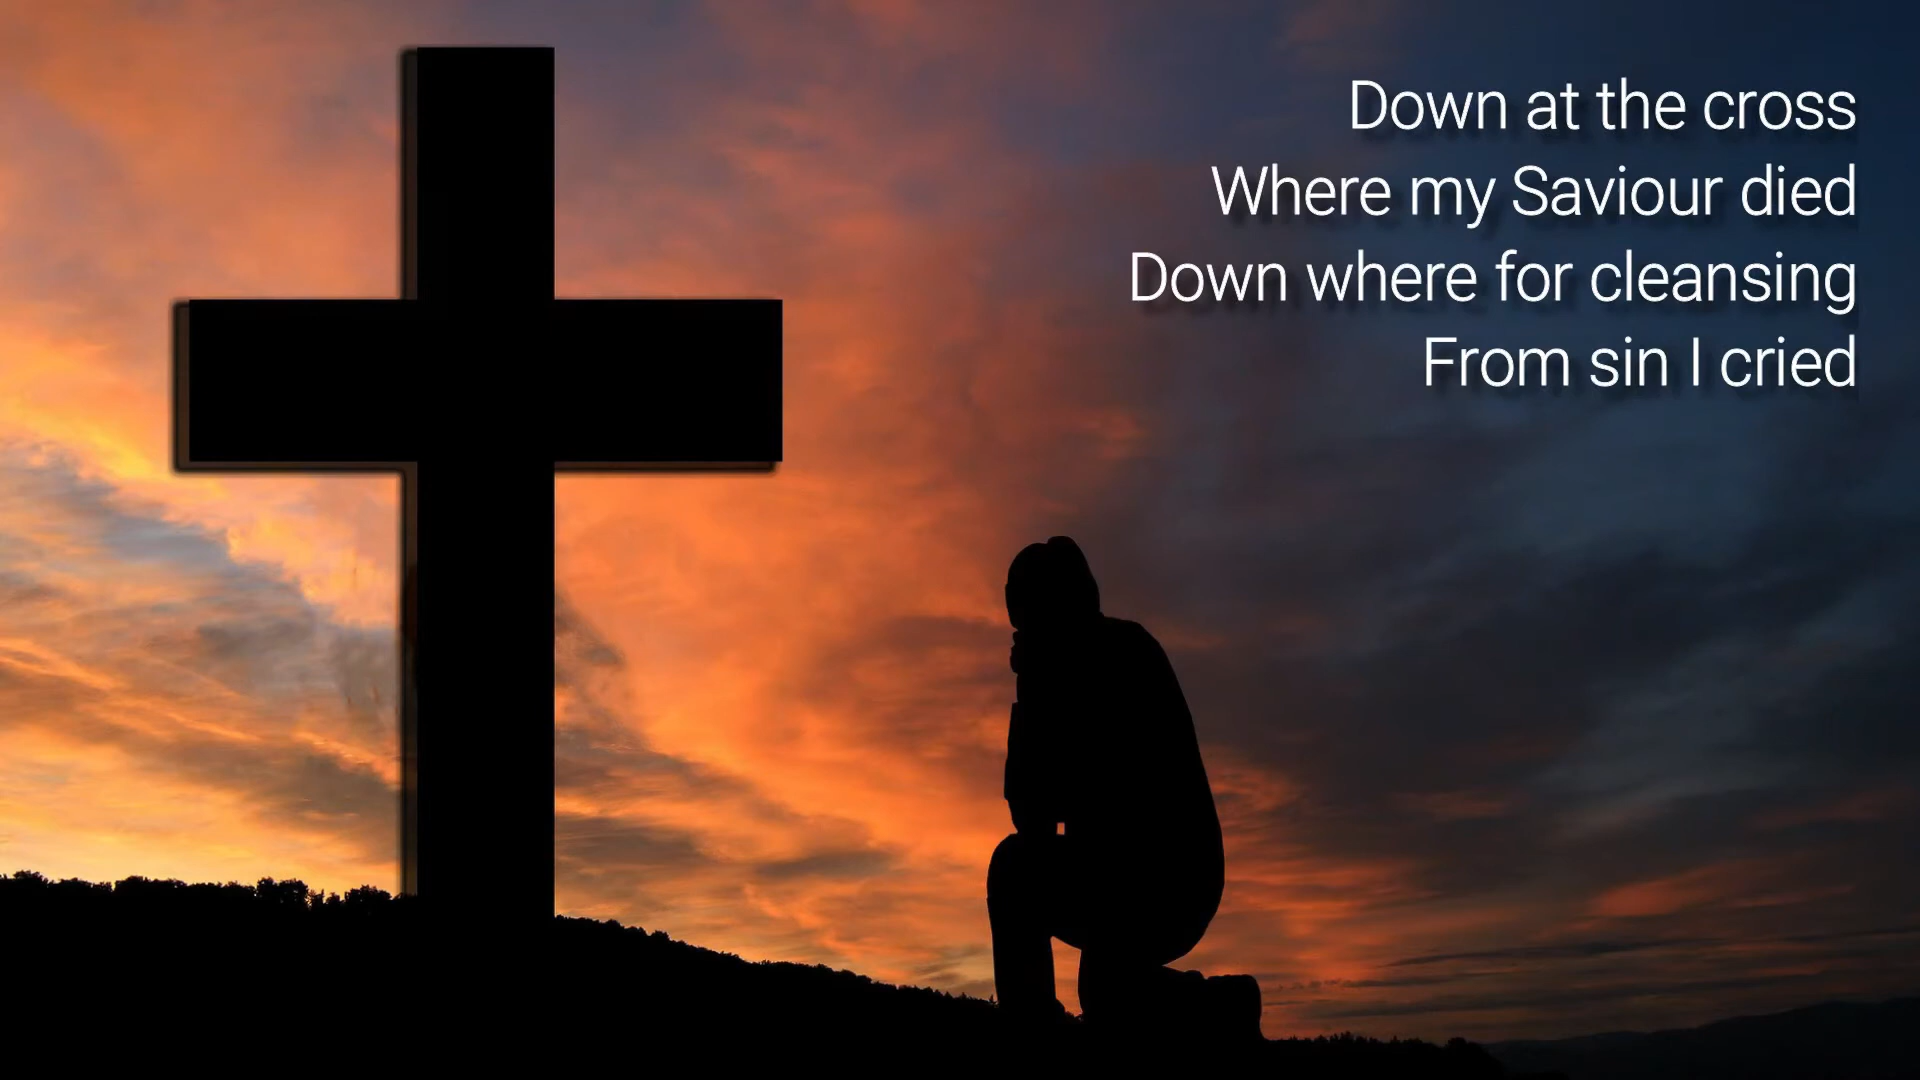 Down at the cross
Where my Saviour died
Down where for cleansing
From sin I cried